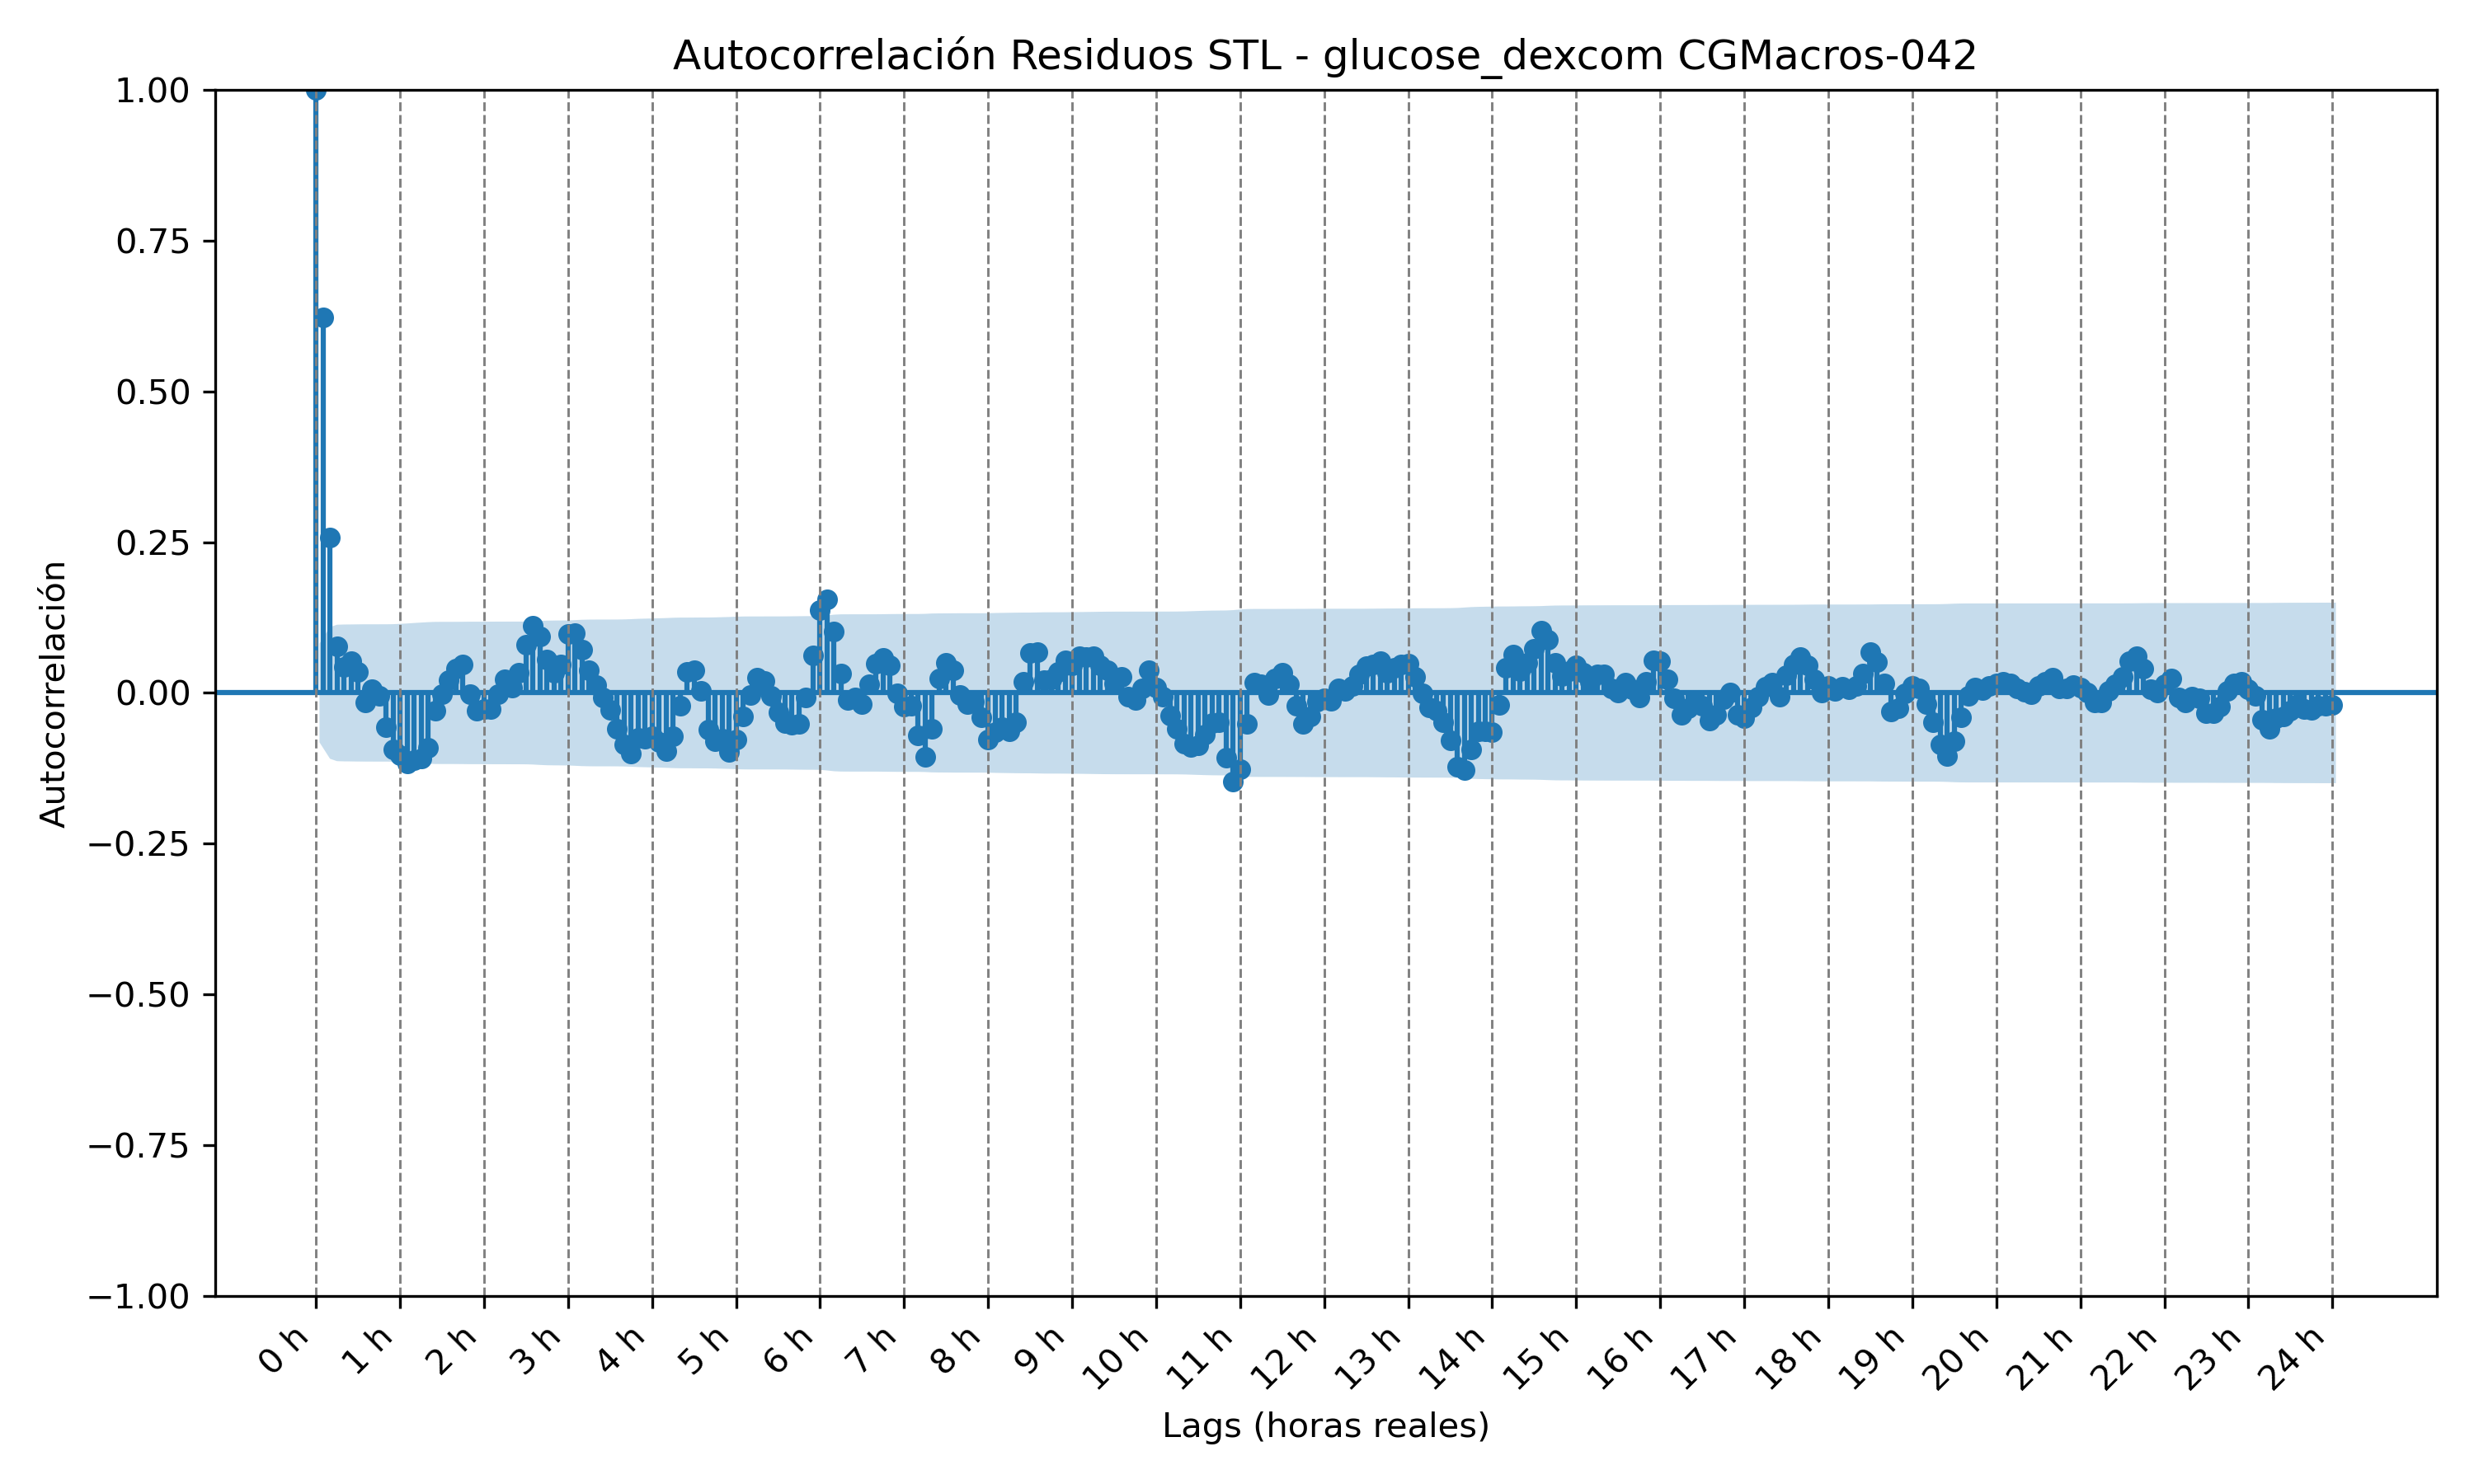 Autocorrelación Residuos STL - glucose_dexcom CGMacros-042
1.00
0.75
0.50
0.25
0.00
−0.25
−0.50
−0.75
−1.00
Autocorrelación
0 h
1 h
2 h
3 h
4 h
5 h
6 h
7 h
8 h
9 h
10 h
11 h
12 h
13 h
14 h
15 h
16 h
17 h
18 h
19 h
20 h
21 h
22 h
23 h
24 h
Lags (horas reales)